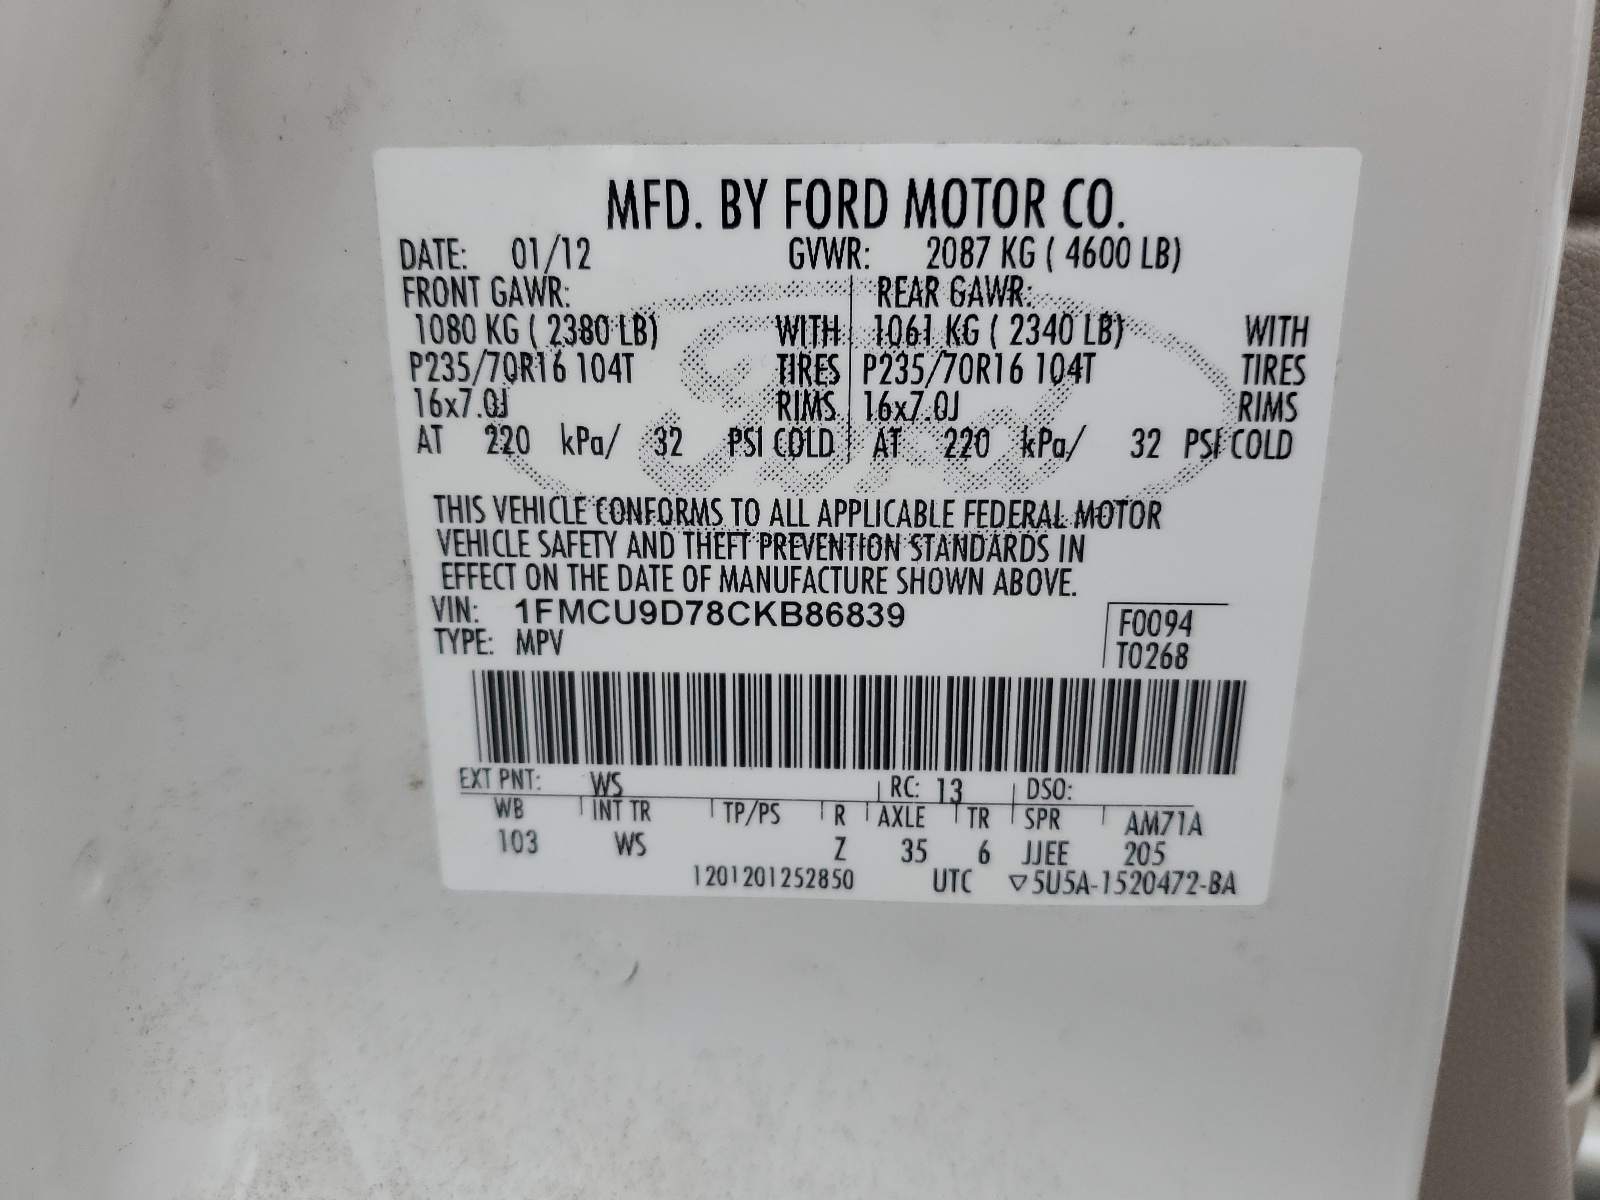 MFD. BY FORD MOTOR CO.
DATE: 01/12 GVWR: 2087 KG ( 4600 LB)
FRONT GAWR: REAR GAWR:
1080 KG ( 2380 LB) WITH 1061 KG ( 2340 LB) WITH
P235/70R16 104T TIRES P235/70R16 104T TIRES
16x7.0J RIMS 16x7.0J RIMS
AT 220 kPa/ 32 PSI COLD AT 220 kPa/ 32 PSI COLD
Ford
THIS VEHICLE CONFORMS TO ALL APPLICABLE FEDERAL MOTOR
VEHICLE SAFETY AND THEFT PREVENTION STANDARDS IN
EFFECT ON THE DATE OF MANUFACTURE SHOWN ABOVE.
VIN: 1FMCU9D78CKB86839 F0094
TYPE: MPV T0268
EXT PNT: WS RC: 13 DSO:
WB INT TR TP/PS R AXLE TR SPR AM71A
103 WS Z 35 6 JJEE 205
1201201252850 UTC ▽5U5A-1520472-BA